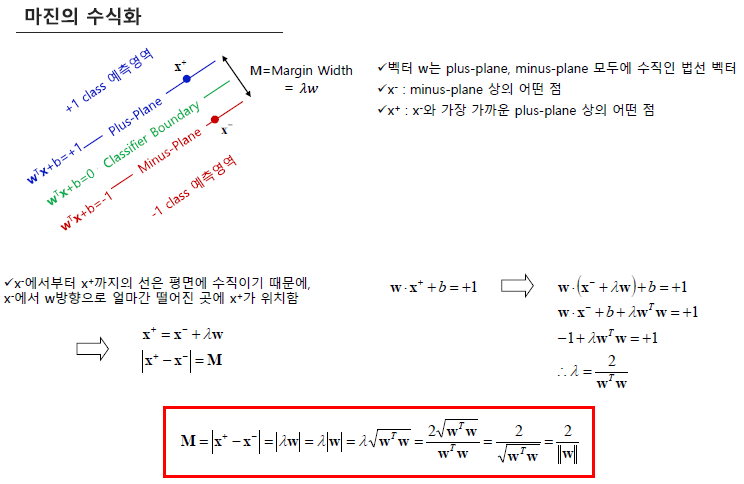 마진의 수식화
+1 class 예측영역
x⁺
M=Margin Width
= λw
wᵀx+b=+1 Plus-Plane
wᵀx+b=0 Classifier Boundary
wᵀx+b=-1 Minus-Plane
x⁻
-1 class 예측영역
✓벡터 w는 plus-plane, minus-plane 모두에 수직인 법선 벡터
✓x⁻ : minus-plane 상의 어떤 점
✓x⁺ : x⁻와 가장 가까운 plus-plane 상의 어떤 점
✓x⁻에서부터 x⁺까지의 선은 평면에 수직이기 때문에,
x⁻에서 w방향으로 얼마간 떨어진 곳에 x⁺가 위치함
x⁺ = x⁻ + λw
|x⁺ − x⁻| = M
w · x⁺ + b = +1
w · (x⁻ + λw) + b = +1
w · x⁻ + b + λwᵀw = +1
−1 + λwᵀw = +1
∴ λ = 2/(wᵀw)
M = |x⁺ − x⁻| = |λw| = λ|w| = λ√(wᵀw) = 2√(wᵀw)/(wᵀw) = 2/√(wᵀw) = 2/‖w‖